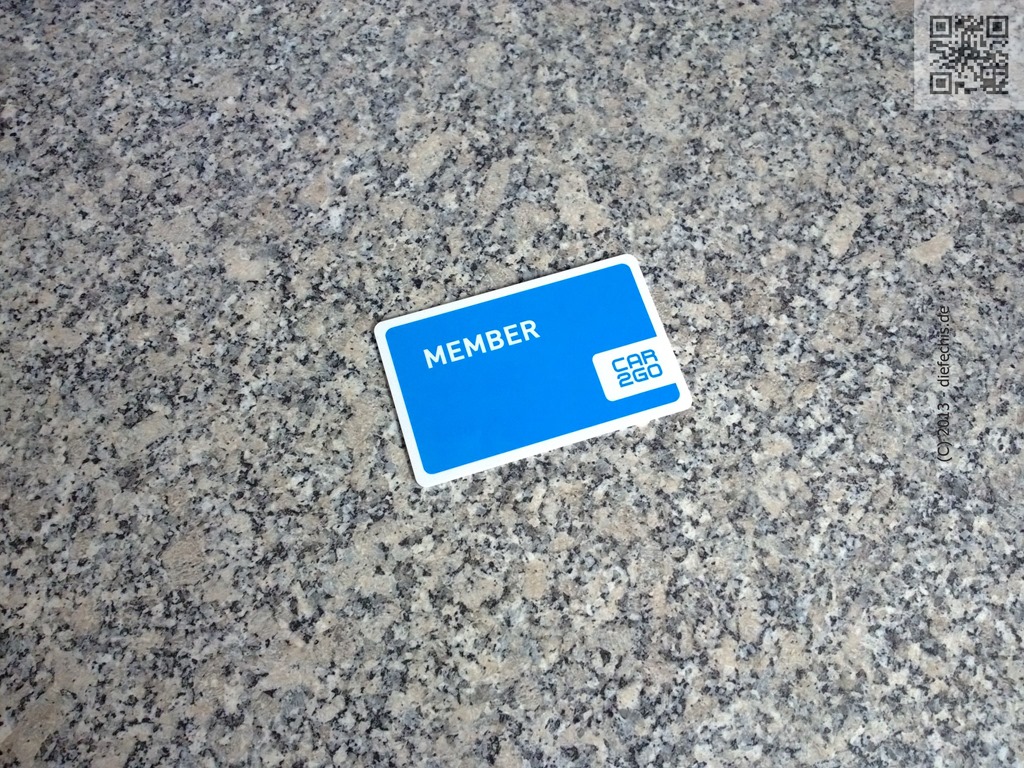 MEMBER
CAR
2GO
(C) 2013 - diefechis.de